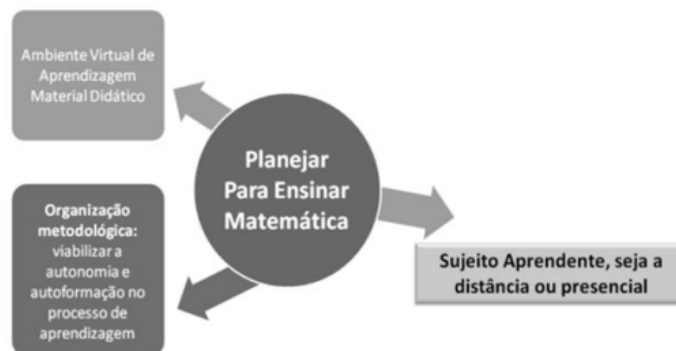 Ambiente Virtual de
Aprendizagem
Material Didático
Planejar
Para Ensinar
Matemática
Organização
metodológica:
viabilizar a
autonomia e
autoformação no
processo de
aprendizagem
Sujeito Aprendente, seja a
distância ou presencial